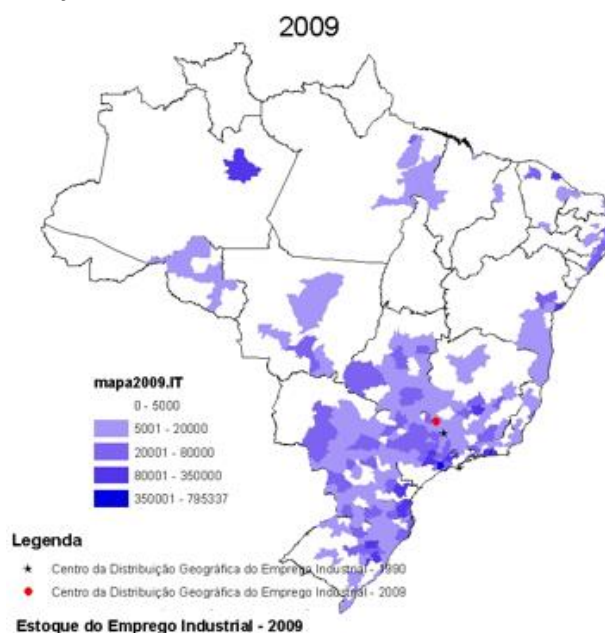 2009
mapa2009.IT
0 - 5000
5001 - 20000
20001 - 80000
80001 - 350000
350001 - 795337
Legenda
Centro da Distribuição Geográfica do Emprego Industrial - 1990
Centro da Distribuição Geográfica do Emprego Industrial - 2009
Estoque do Emprego Industrial - 2009